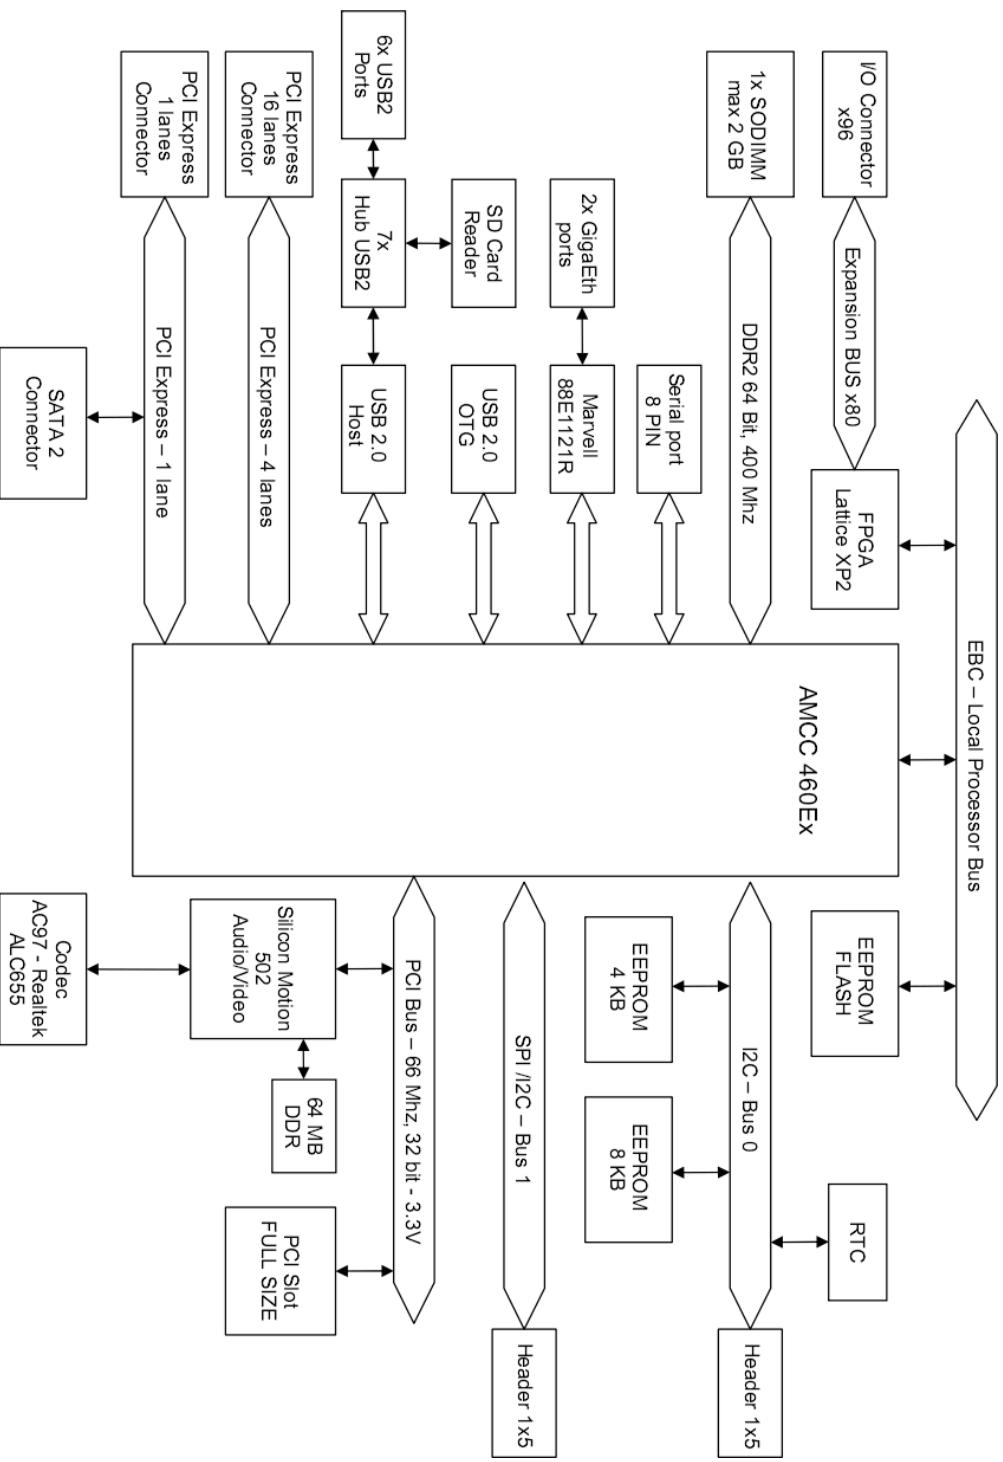 EBC – Local Processor Bus
I/O Connector
x96
Expansion BUS x80
FPGA
Lattice XP2
EEPROM
FLASH
RTC
1x SODIMM
max 2 GB
DDR2 64 Bit, 400 Mhz
AMCC 460Ex
I2C – Bus 0
Header 1x5
Serial port
8 PIN
EEPROM
4 KB
EEPROM
8 KB
2x GigaEth
ports
Marvell
88E1121R
SPI /I2C – Bus 1
Header 1x5
SD Card
Reader
USB 2.0
OTG
6x USB2
Ports
7x
Hub USB2
USB 2.0
Host
PCI Bus – 66 Mhz, 32 bit - 3.3V
PCI Express
16 lanes
Connector
PCI Express – 4 lanes
Silicon Motion
502
Audio/Video
64 MB
DDR
PCI Slot
FULL SIZE
PCI Express
1 lanes
Connector
PCI Express – 1 lane
SATA 2
Connector
Codec
AC97 - Realtek
ALC655